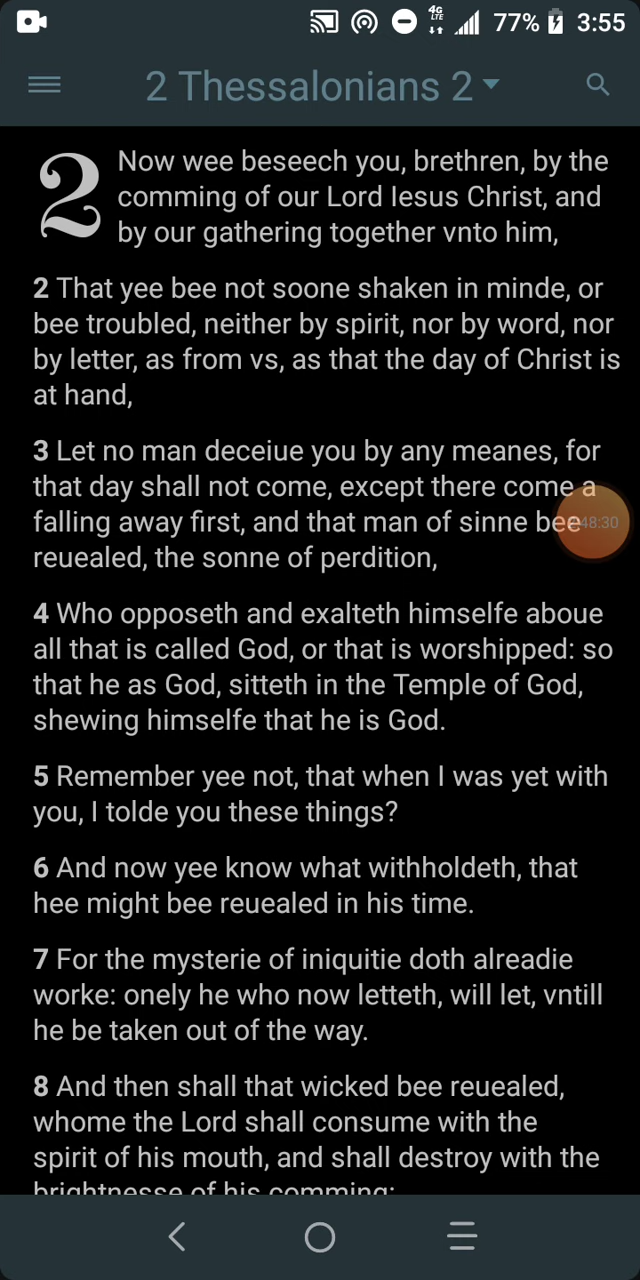 4G
LTE
77%
3:55
2 Thessalonians 2
2 Now wee beseech you, brethren, by the
comming of our Lord Iesus Christ, and
by our gathering together vnto him,
2 That yee bee not soone shaken in minde, or
bee troubled, neither by spirit, nor by word, nor
by letter, as from vs, as that the day of Christ is
at hand,
3 Let no man deceiue you by any meanes, for
that day shall not come, except there come a
falling away first, and that man of sinne bee
reuealed, the sonne of perdition,
4 Who opposeth and exalteth himselfe aboue
all that is called God, or that is worshipped: so
that he as God, sitteth in the Temple of God,
shewing himselfe that he is God.
5 Remember yee not, that when I was yet with
you, I tolde you these things?
6 And now yee know what withholdeth, that
hee might bee reuealed in his time.
7 For the mysterie of iniquitie doth alreadie
worke: onely he who now letteth, will let, vntill
he be taken out of the way.
8 And then shall that wicked bee reuealed,
whome the Lord shall consume with the
spirit of his mouth, and shall destroy with the
brightnesse of his comming: